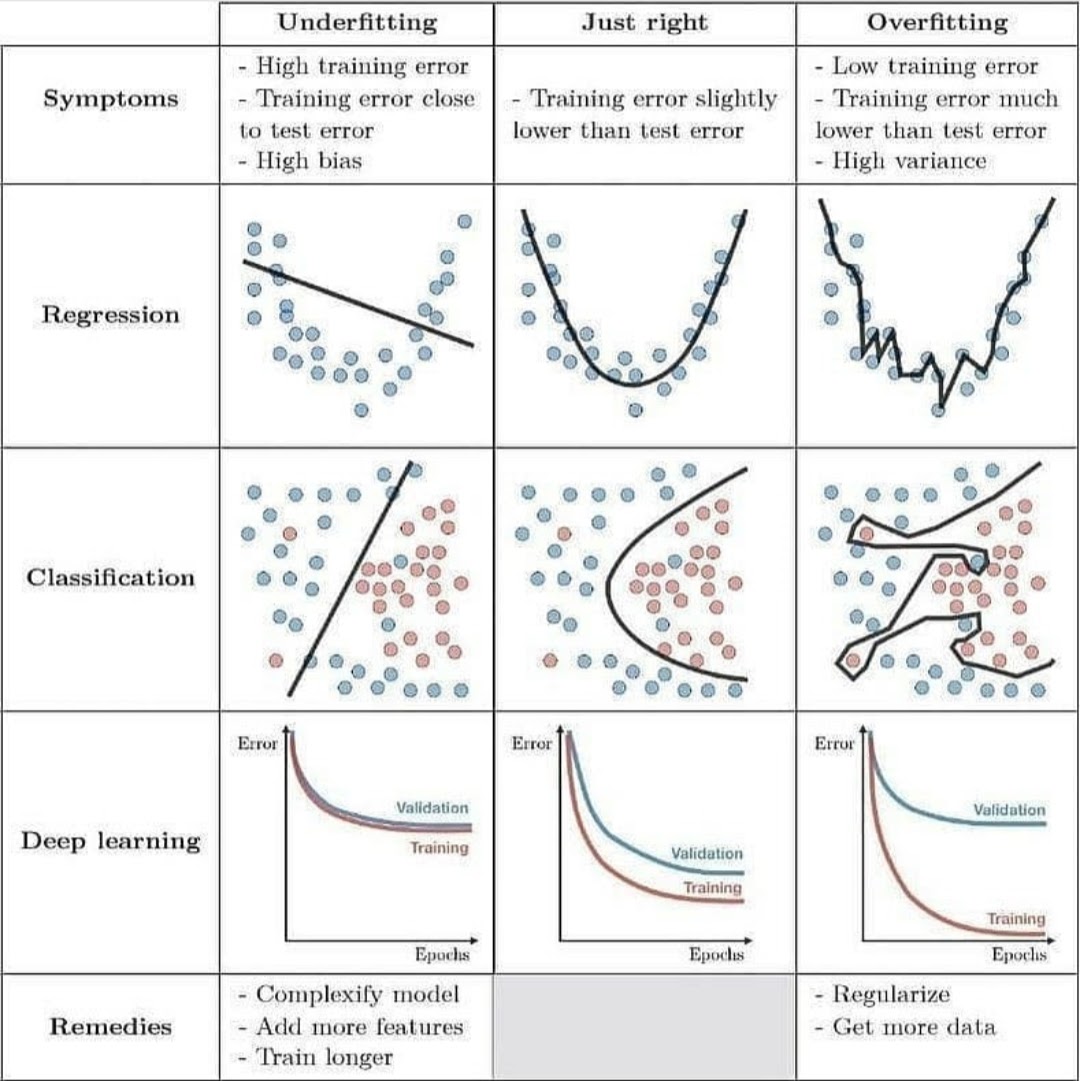 Underfitting
Just right
Overfitting
Symptoms
- High training error
- Training error close
to test error
- High bias
- Training error slightly
lower than test error
- Low training error
- Training error much
lower than test error
- High variance
Regression
Classification
Deep learning
Error
Validation
Training
Epochs
Error
Validation
Training
Epochs
Error
Validation
Training
Epochs
Remedies
- Complexify model
- Add more features
- Train longer
- Regularize
- Get more data